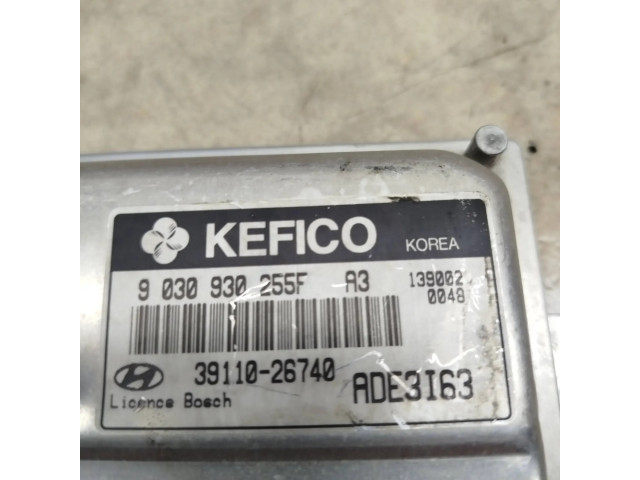 KEFICO KOREA
9 030 930 255F A3 139002
0048
39110-26740 ADE3I63
Licence Bosch